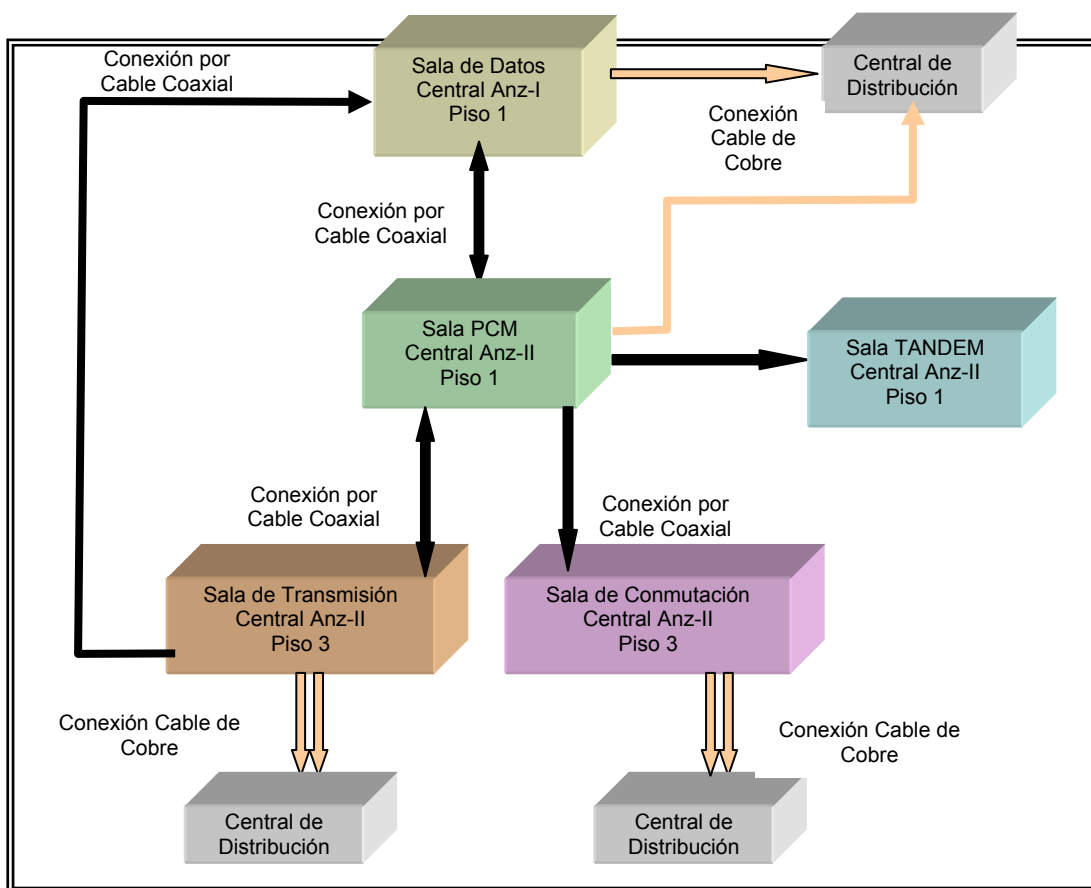 Conexión por
Cable Coaxial
Sala de Datos
Central Anz-I
Piso 1
Central de
Distribución
Conexión
Cable de
Cobre
Conexión por
Cable Coaxial
Sala PCM
Central Anz-II
Piso 1
Sala TANDEM
Central Anz-II
Piso 1
Conexión por
Cable Coaxial
Conexión por
Cable Coaxial
Sala de Transmisión
Central Anz-II
Piso 3
Sala de Conmutación
Central Anz-II
Piso 3
Conexión Cable de
Cobre
Conexión Cable de
Cobre
Central de
Distribución
Central de
Distribución